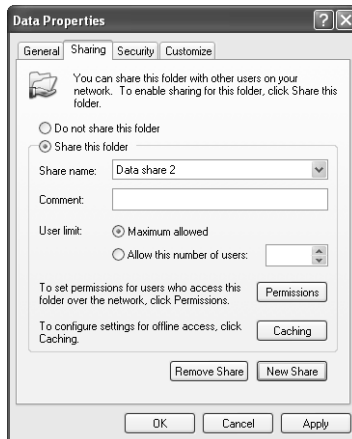 Data Properties
General Sharing Security Customize
You can share this folder with other users on your
network. To enable sharing for this folder, click Share this
folder.
Do not share this folder
Share this folder
Share name: Data share 2
Comment:
User limit: Maximum allowed
Allow this number of users:
To set permissions for users who access this
folder over the network, click Permissions.
Permissions
To configure settings for offline access, click
Caching.
Caching
Remove Share New Share
OK Cancel Apply